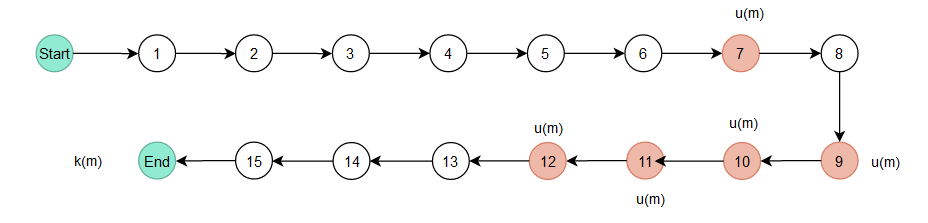 u(m)
Start 1 2 3 4 5 6 7 8
u(m) u(m)
k(m) End 15 14 13 12 11 10 9 u(m)
u(m)